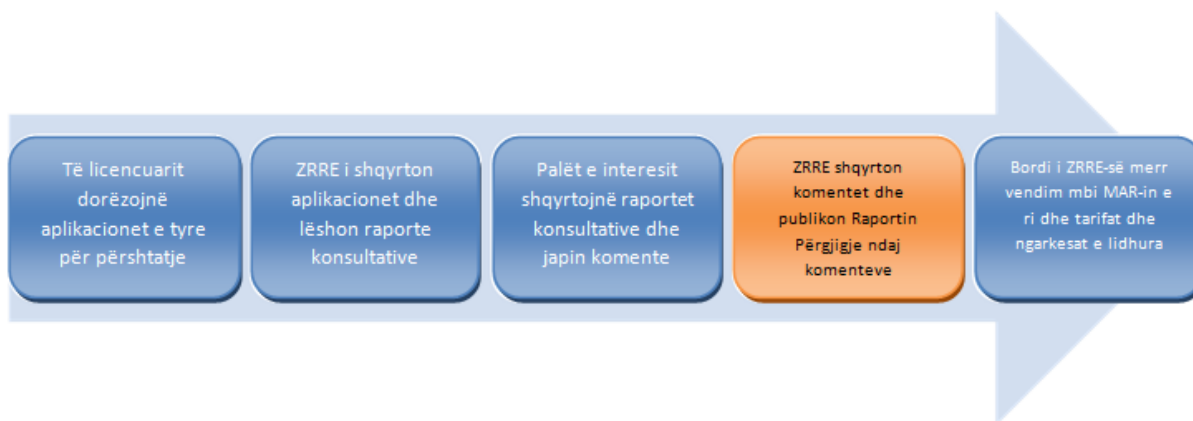 Të licencuarit
dorëzojnë
aplikacionet e tyre
për përshtatje
ZRRE i shqyrton
aplikacionet dhe
lëshon raporte
konsultative
Palët e interesit
shqyrtojnë raportet
konsultative dhe
japin komente
ZRRE shqyrton
komentet dhe
publikon Raportin
Përgjigje ndaj
komenteve
Bordi i ZRRE-së merr
vendim mbi MAR-in e
ri dhe tarifat dhe
ngarkesat e lidhura